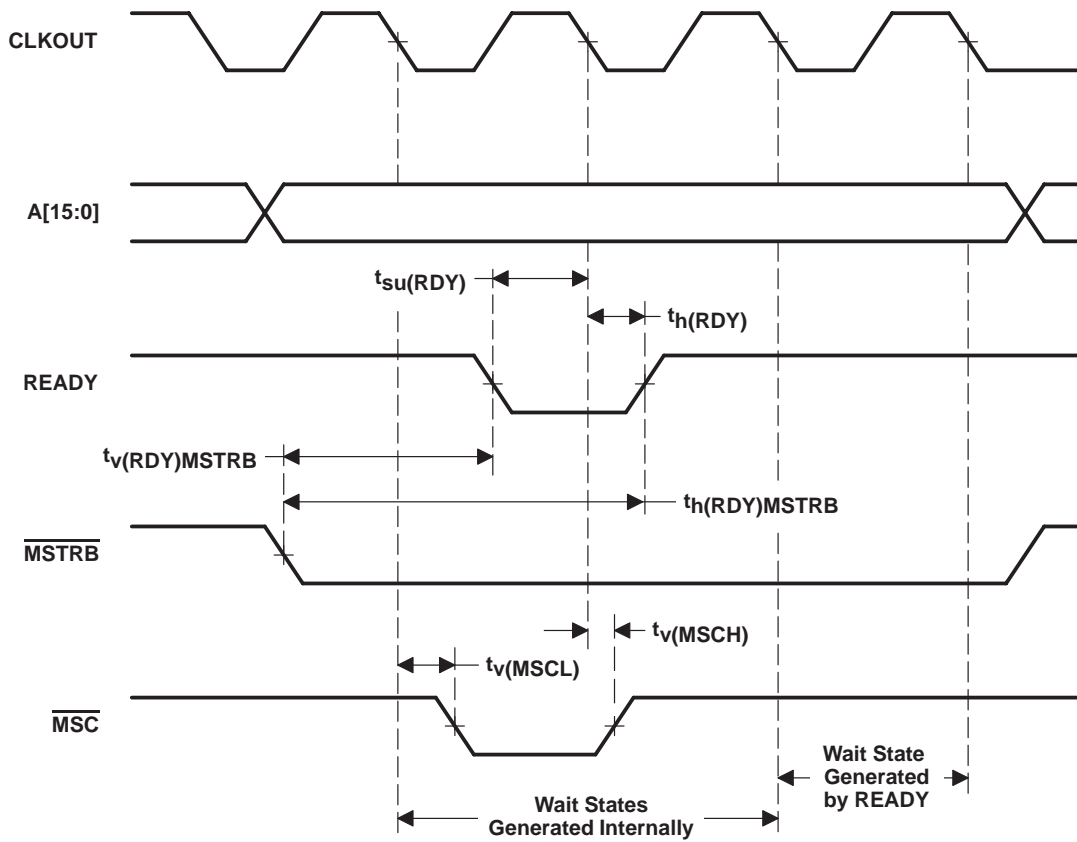 CLKOUT
A[15:0]
tsu(RDY)
th(RDY)
READY
tv(RDY)MSTRB
th(RDY)MSTRB
MSTRB
tv(MSCH)
tv(MSCL)
MSC
Wait State
Generated
by READY
Wait States
Generated Internally